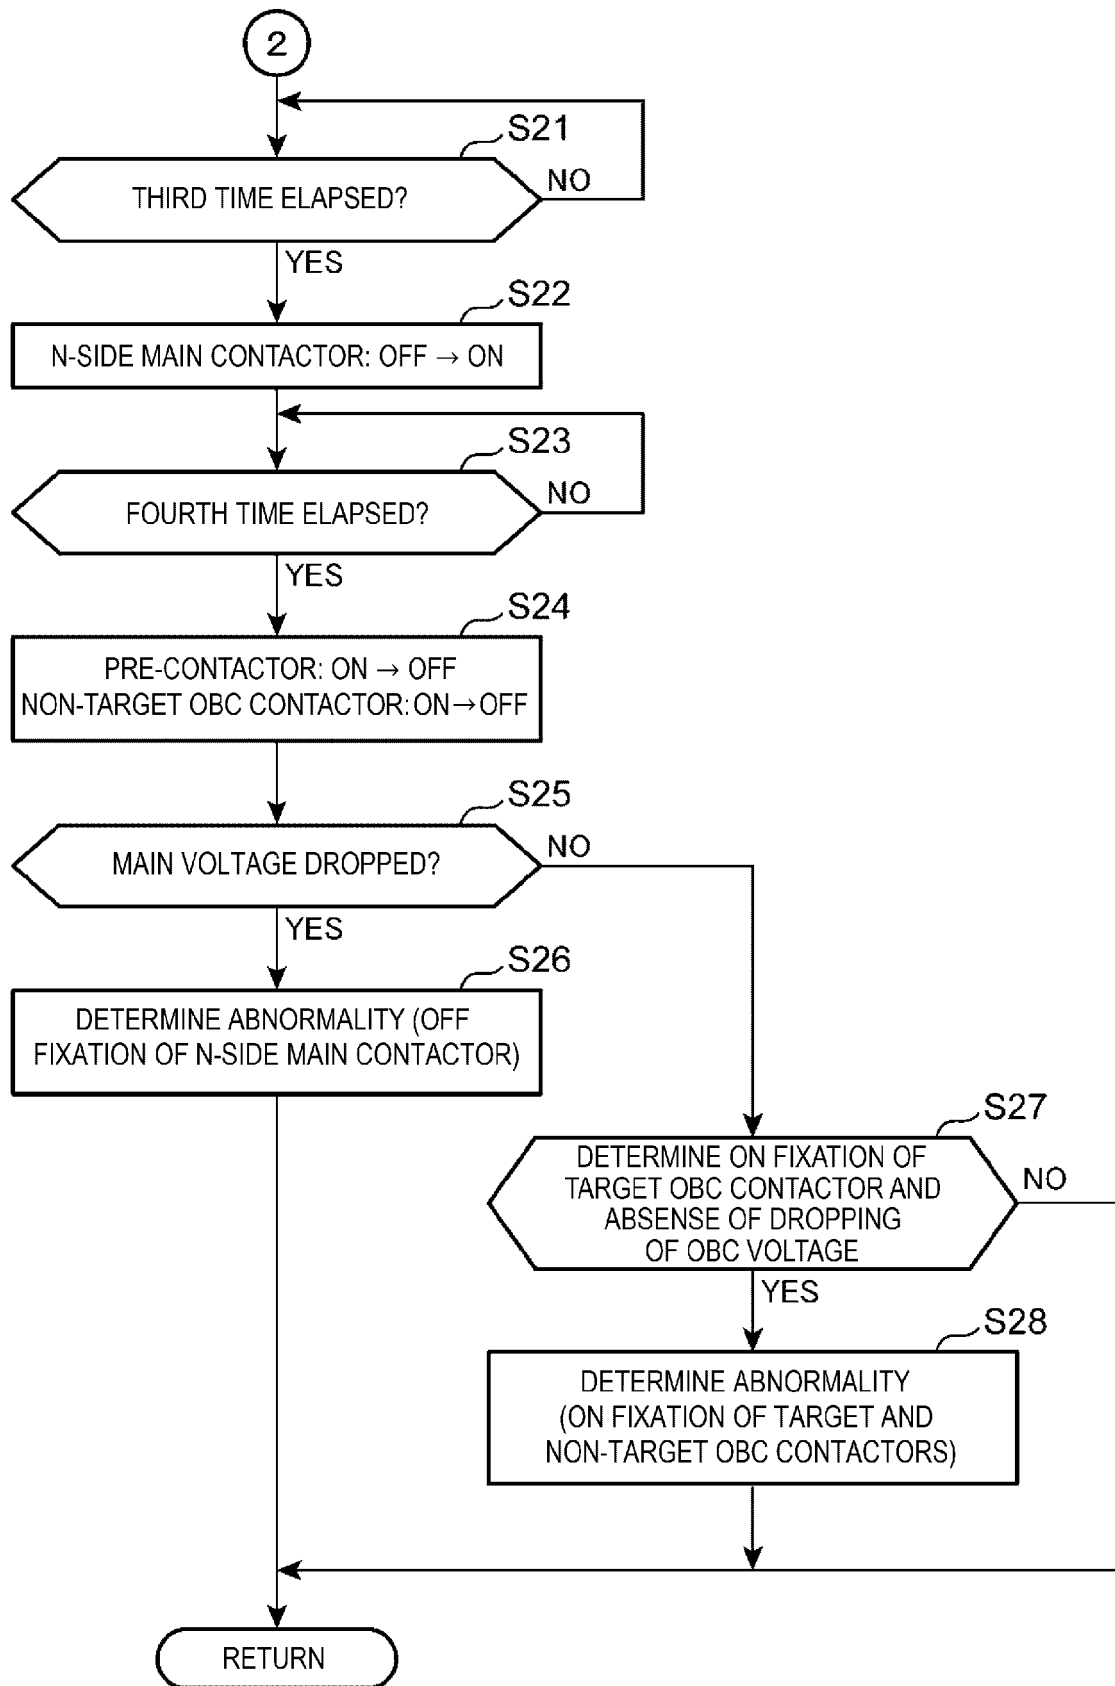 2
S21
THIRD TIME ELAPSED?
NO
YES
S22
N-SIDE MAIN CONTACTOR: OFF → ON
S23
FOURTH TIME ELAPSED?
NO
YES
S24
PRE-CONTACTOR: ON → OFF
NON-TARGET OBC CONTACTOR: ON → OFF
S25
MAIN VOLTAGE DROPPED?
NO
YES
S26
DETERMINE ABNORMALITY (OFF
FIXATION OF N-SIDE MAIN CONTACTOR)
S27
DETERMINE ON FIXATION OF
TARGET OBC CONTACTOR AND
ABSENSE OF DROPPING
OF OBC VOLTAGE
NO
YES
S28
DETERMINE ABNORMALITY
(ON FIXATION OF TARGET AND
NON-TARGET OBC CONTACTORS)
RETURN